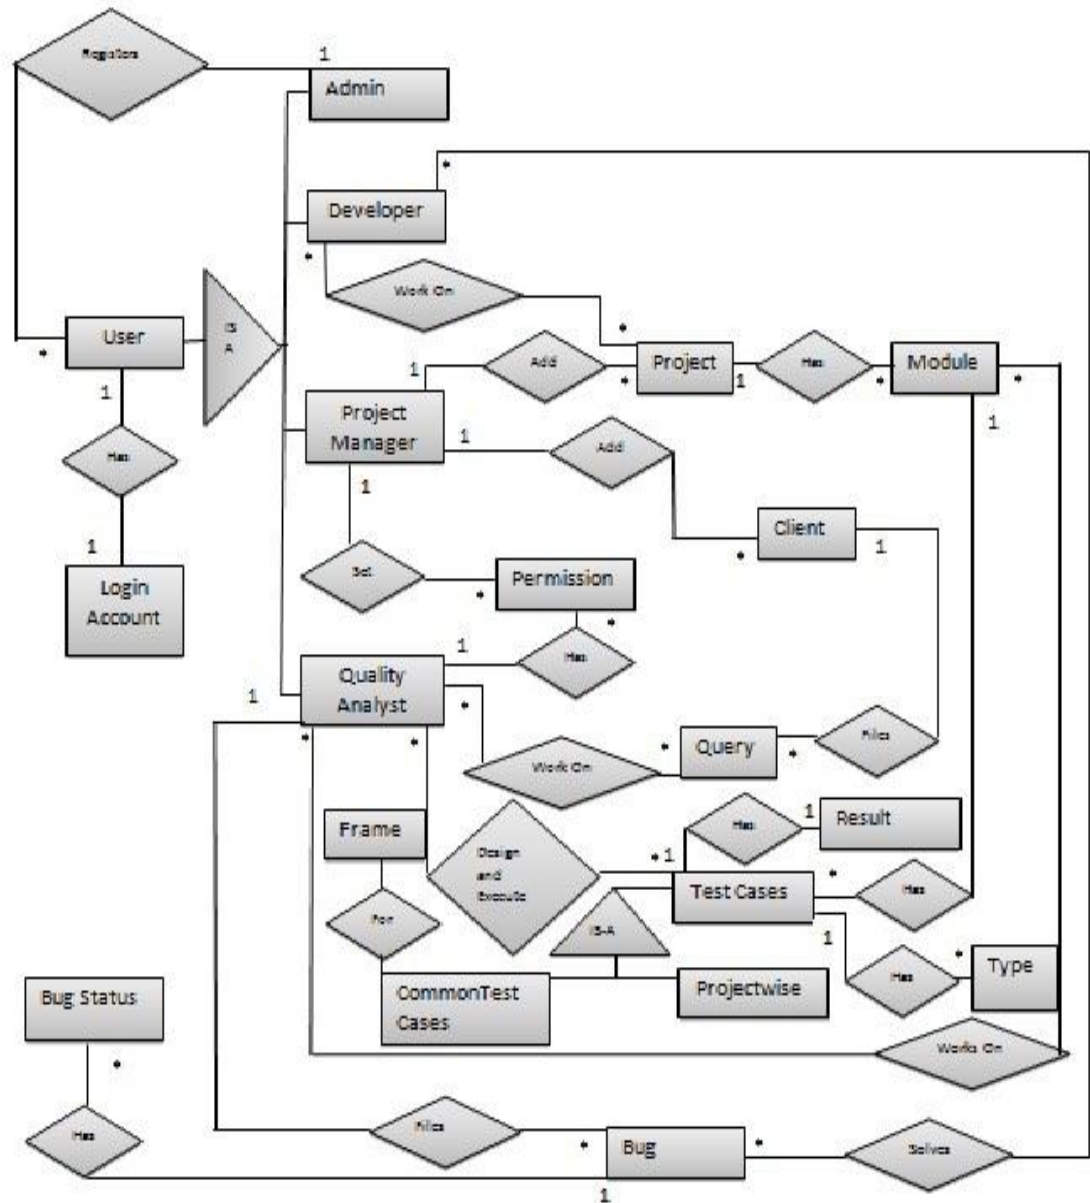 Registers
1
Admin
*
Developer
*
Work On
IS
A
User
*
*
Add
Project
Has
Module
*
1
*
1
*
1
1
Project
Manager
1
Add
1
Has
1
Client
1
*
1
Set
Permission
*
Login
Account
*
1
Has
Quality
Analyst
1
*
*
*
*
Query
*
Files
Work On
Frame
Has
1
Result
Design
and
Execute
* 1
Test Cases
*
Has
For
IS-A
1
Has
*
Type
Bug Status
CommonTest
Cases
Projectwise
*
Works On
Has
Files
*
Bug
*
Solves
1